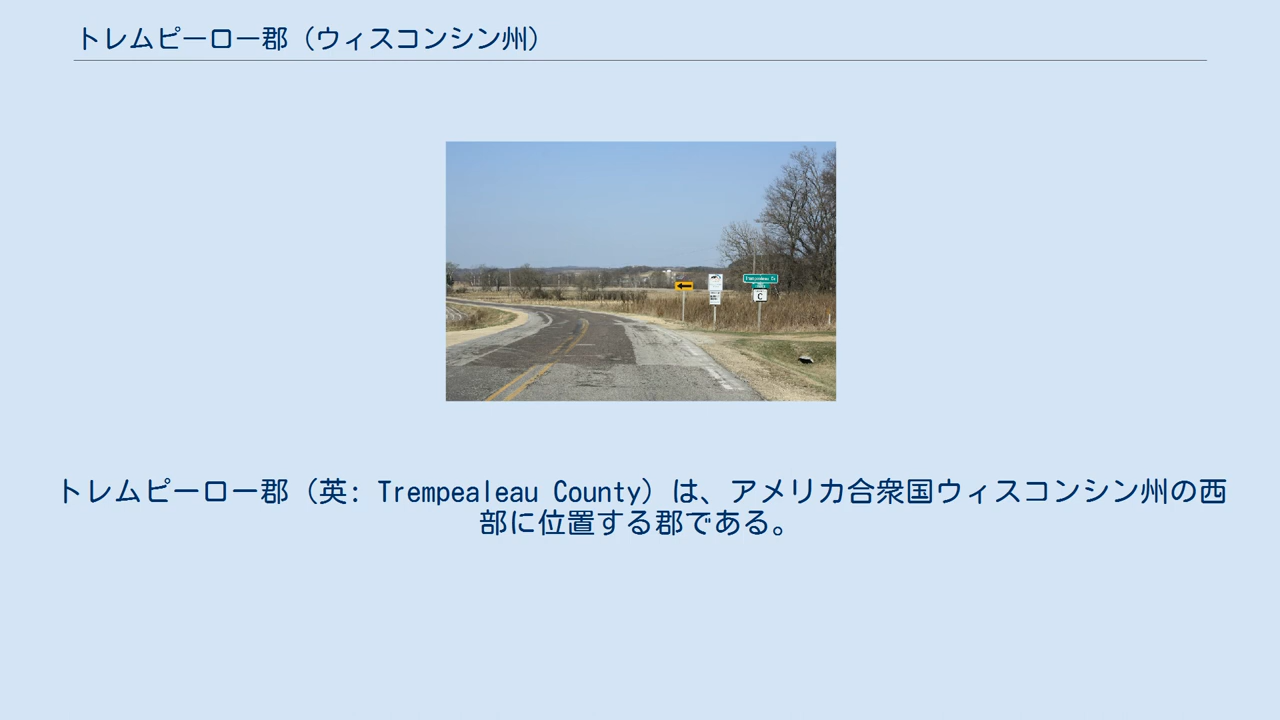 トレムピーロー郡（ウィスコンシン州）
Trempealeau Co
C
トレムピーロー郡（英: Trempealeau County）は、アメリカ合衆国ウィスコンシン州の西
部に位置する郡である。